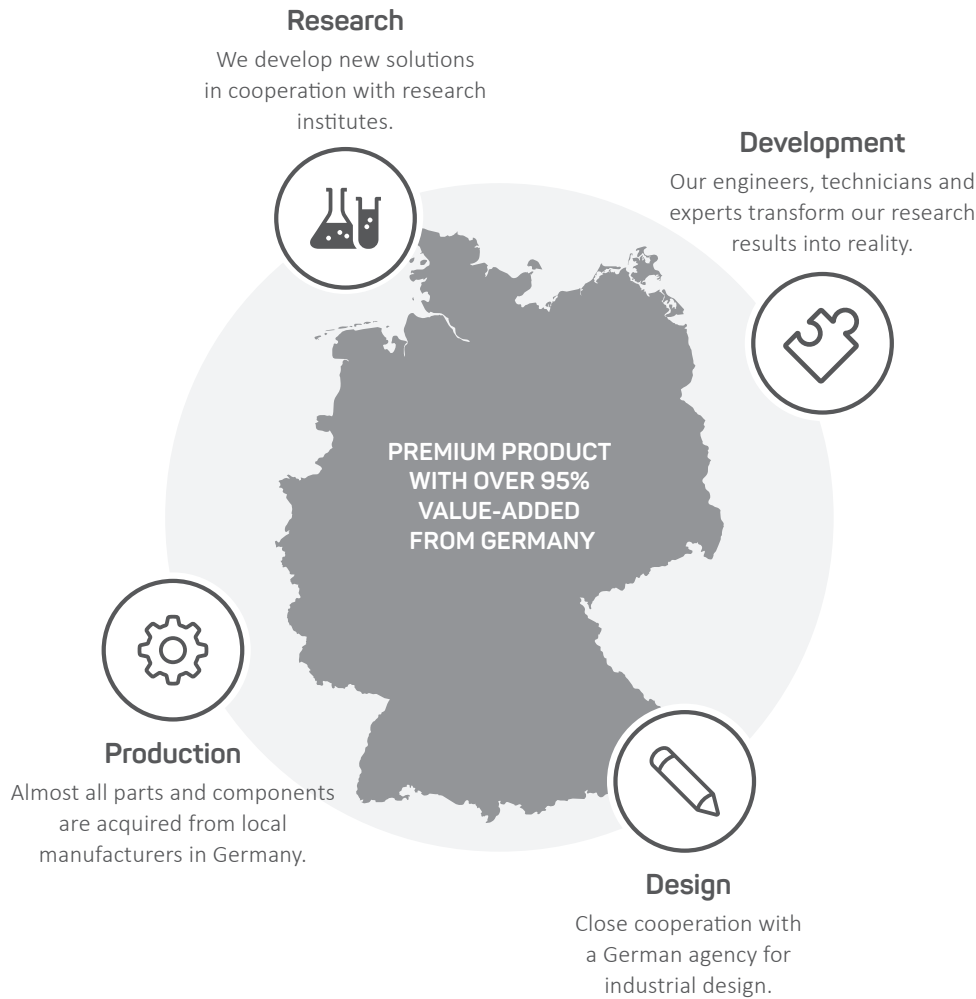 Research
We develop new solutions
in cooperation with research
institutes.
Development
Our engineers, technicians and
experts transform our research
results into reality.
PREMIUM PRODUCT
WITH OVER 95%
VALUE-ADDED
FROM GERMANY
Production
Almost all parts and components
are acquired from local
manufacturers in Germany.
Design
Close cooperation with
a German agency for
industrial design.